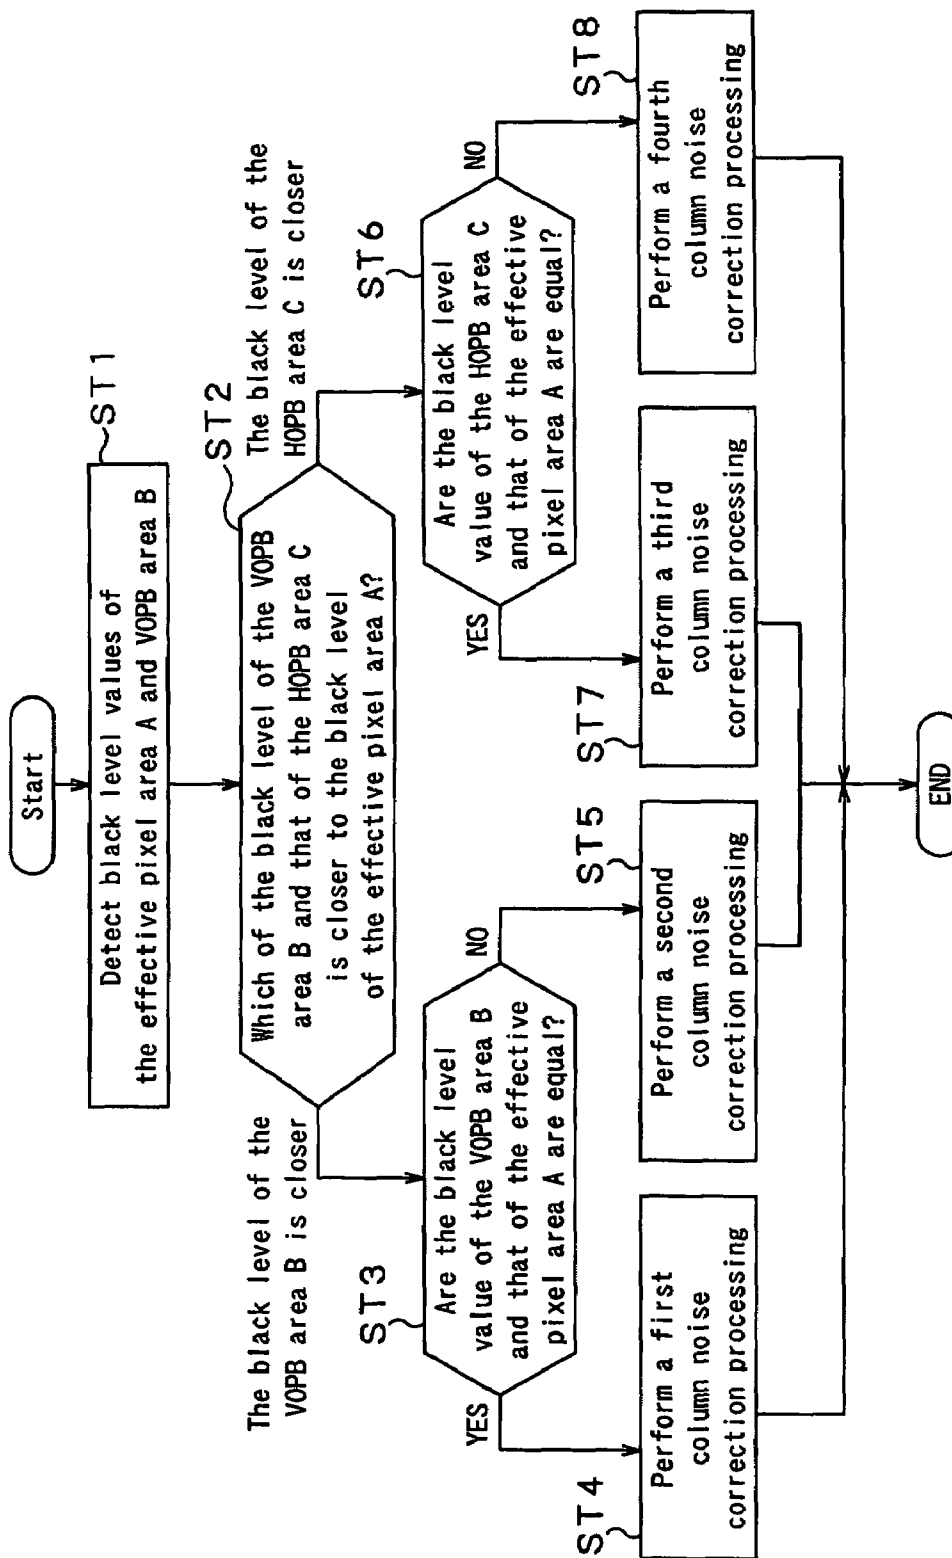 Start
ST1
Detect black level values of
the effective pixel area A and VOPB area B
ST2
Which of the black level of the VOPB
area B and that of the HOPB area C
is closer to the black level
of the effective pixel area A?
The black level of the
VOPB area B is closer
The black level of the
HOPB area C is closer
ST3
Are the black level
value of the VOPB area B
and that of the effective
pixel area A are equal?
YES
NO
ST6
Are the black level
value of the HOPB area C
and that of the effective
pixel area A are equal?
YES
NO
ST4
Perform a first
column noise
correction processing
ST5
Perform a second
column noise
correction processing
ST7
Perform a third
column noise
correction processing
ST8
Perform a fourth
column noise
correction processing
END